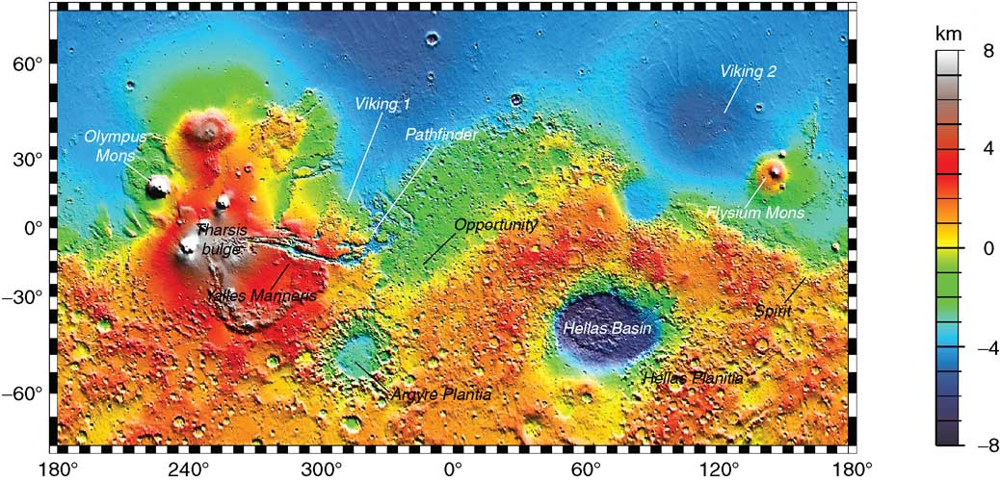 km
8
4
0
−4
−8
60°
30°
0°
−30°
−60°
180°
240°
300°
0°
60°
120°
180°
Olympus
Mons
Viking 1
Pathfinder
Viking 2
Elysium Mons
Tharsis
bulge
Opportunity
Valles Marineris
Spirit
Hellas Basin
Hellas Planitia
Argyre Plantia